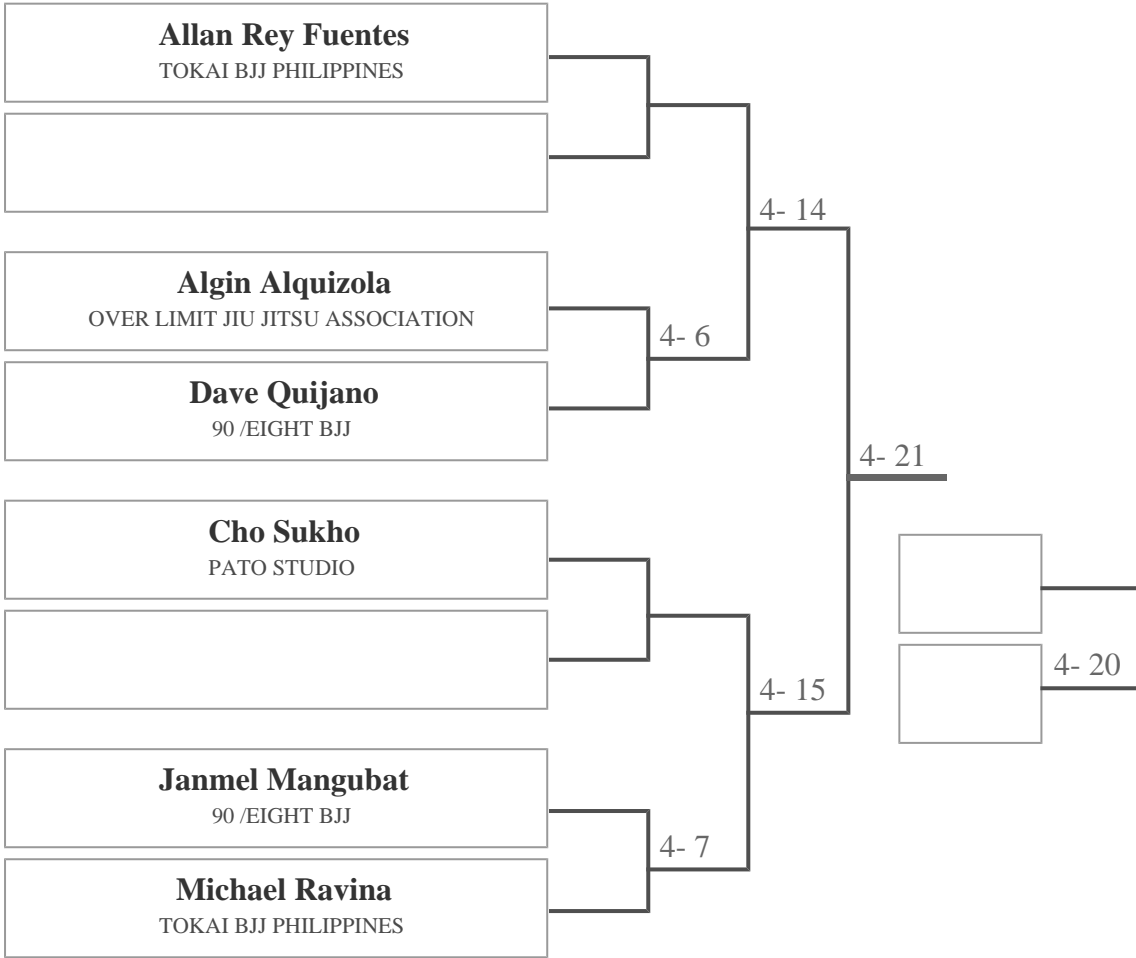 Allan Rey Fuentes
TOKAI BJJ PHILIPPINES
4- 14
Algin Alquizola
OVER LIMIT JIU JITSU ASSOCIATION
4- 6
Dave Quijano
90 /EIGHT BJJ
4- 21
Cho Sukho
PATO STUDIO
4- 20
4- 15
Janmel Mangubat
90 /EIGHT BJJ
4- 7
Michael Ravina
TOKAI BJJ PHILIPPINES